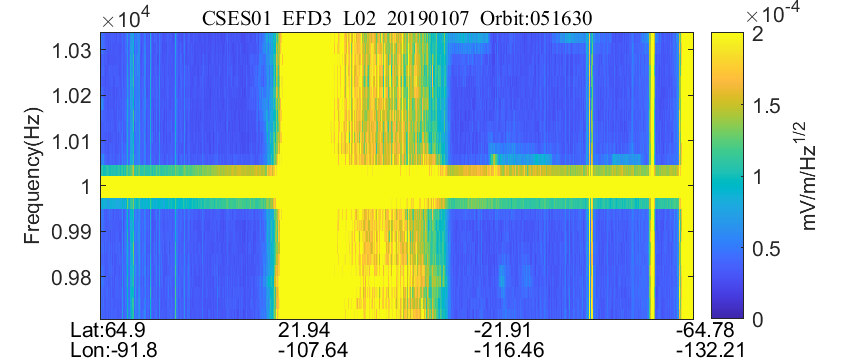 ×10^4 CSES01 EFD3 L02 20190107 Orbit:051630 ×10^-4
1.03
1.02
1.01
1
0.99
0.98
Frequency(Hz)
2
1.5
1
0.5
0
mV/m/Hz^1/2
Lat:64.9 21.94 -21.91 -64.78
Lon:-91.8 -107.64 -116.46 -132.21